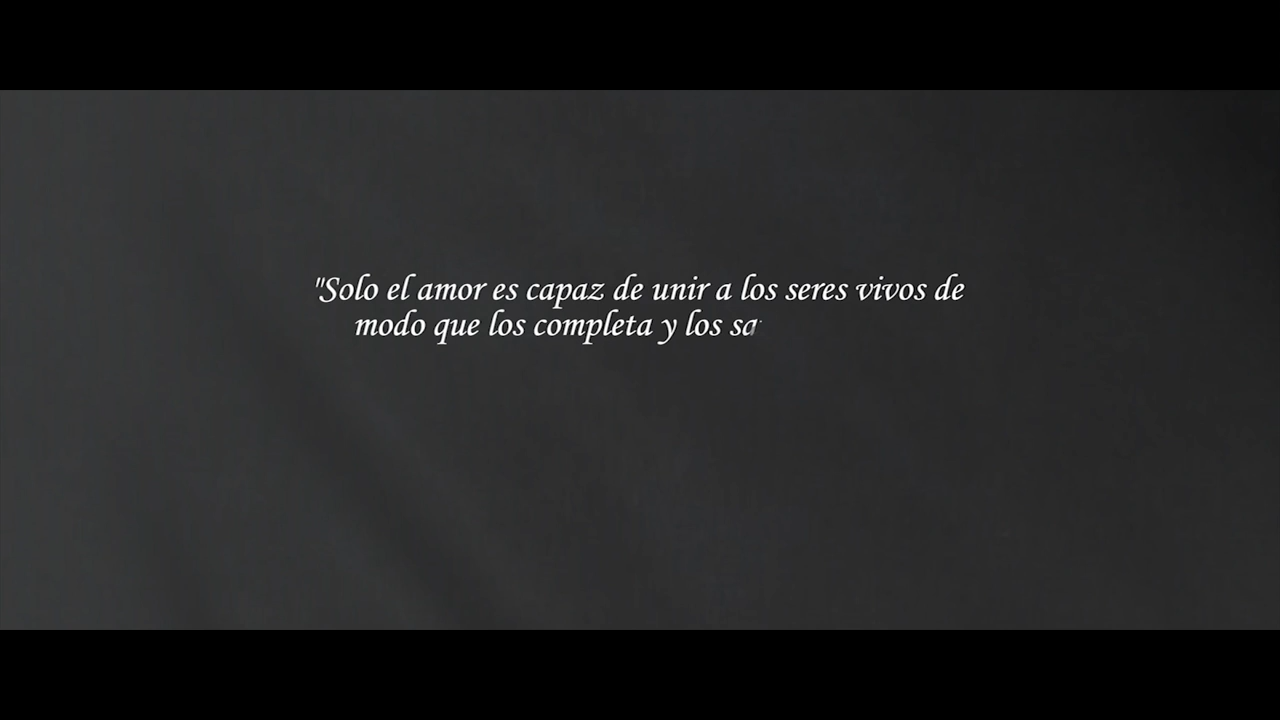 "Solo el amor es capaz de unir a los seres vivos de
modo que los completa y los